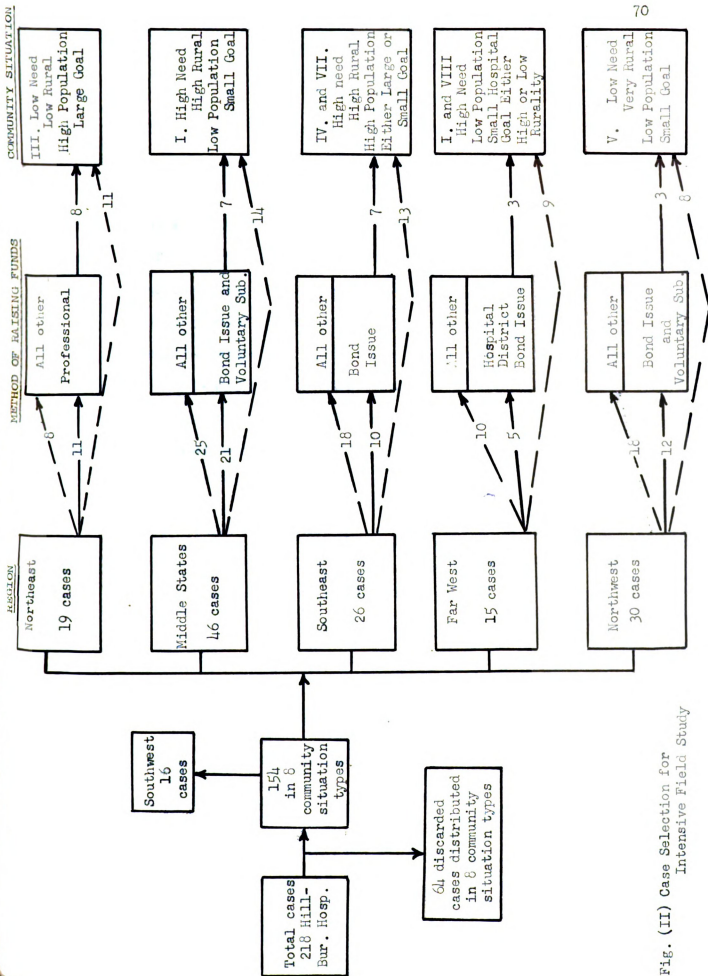 70
REGION
METHOD OF RAISING FUNDS
COMMUNITY SITUATION
Total cases
218 Hill-
Bur. Hosp.
154
in 8
community
situation
types
Southwest
16
cases
64 discarded
cases distributed
in 8 community
situation types
Northeast
19 cases
8
11
All other
Professional
8
11
III. Low Need
Low Rural
High Population
Large Goal
Middle States
46 cases
25
21
All other
Bond Issue and
Voluntary Sub.
7
14
I. High Need
High Rural
Low Population
Small Goal
Southeast
26 cases
18
10
All other
Bond
Issue
7
13
IV. and VII.
High need
High Rural
High Population
Either Large or
Small Goal
Far West
15 cases
10
5
All other
Hospital
District
Bond Issue
3
9
I. and VIII
High Need
Low Population
Small Hospital
Goal Either
High or Low
Rurality
Northwest
30 cases
12
All other
Bond Issue
and
Voluntary Sub.
3
8
V. Low Need
Very Rural
Low Population
Small Goal
Fig. (II) Case Selection for
Intensive Field Study